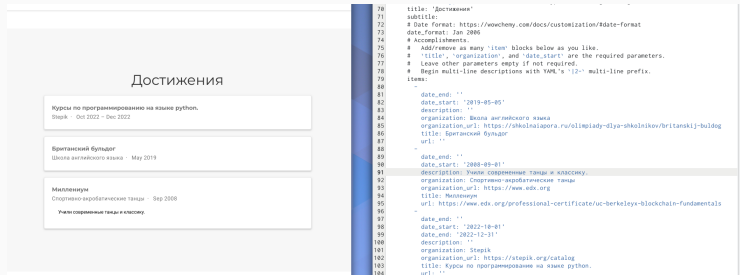 Достижения
Курсы по программированию на языке python.
Stepik · Oct 2022 – Dec 2022
Британский бульдог
Школа английского языка · May 2019
Миллениум
Спортивно-акробатические танцы · Sep 2008
Учили современные танцы и классику.
70 title: 'Достижения'
71 subtitle:
72 # Date format: https://wowchemy.com/docs/customization/#date-format
73 date_format: Jan 2006
74 # Accomplishments.
75 # Add/remove as many `item` blocks below as you like.
76 # `title`, `organization`, and `date_start` are the required parameters.
77 # Leave other parameters empty if not required.
78 # Begin multi-line descriptions with YAML's `|2-` multi-line prefix.
79 items:
80 -
81 date_end: ''
82 date_start: '2019-05-05'
83 description: ''
84 organization: Школа английского языка
85 organization_url: https://shkolnaiapora.ru/olimpiady-dlya-shkolnikov/britanskij-buldog
86 title: Британский бульдог
87 url: ''
88 -
89 date_end: ''
90 date_start: '2008-09-01'
91 description: Учили современные танцы и классику.
92 organization: Спортивно-акробатические танцы
93 organization_url: https://www.edx.org
94 title: Миллениум
95 url: https://www.edx.org/professional-certificate/uc-berkeleyx-blockchain-fundamentals
96 -
97 date_end: ''
98 date_start: '2022-10-01'
99 date_end: '2022-12-31'
100 description: ''
101 organization: Stepik
102 organization_url: https://stepik.org/catalog
103 title: Курсы по программирование на языке python.
104 url: ''